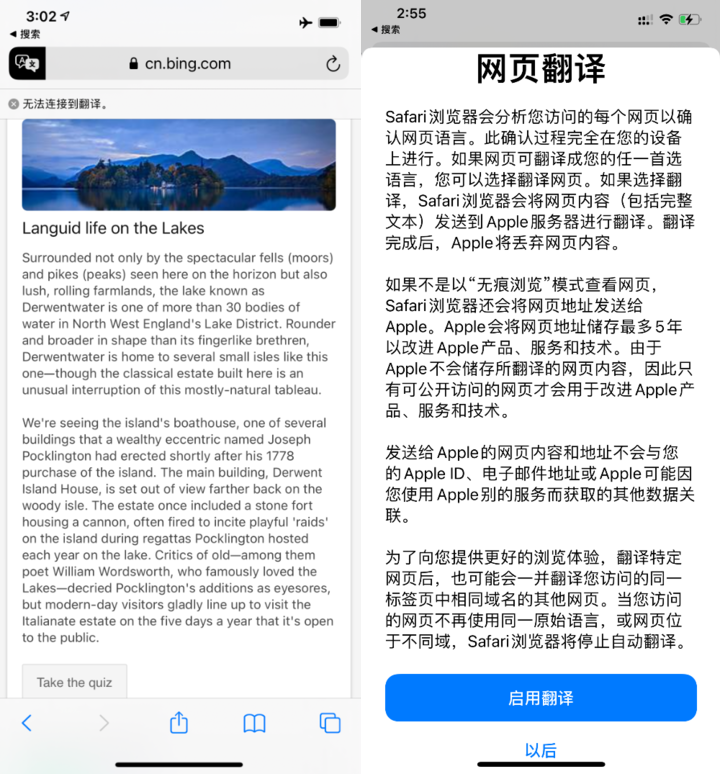 3:02
◀ 搜索
cn.bing.com
无法连接到翻译。
Languid life on the Lakes
Surrounded not only by the spectacular fells (moors)
and pikes (peaks) seen here on the horizon but also
lush, rolling farmlands, the lake known as
Derwentwater is one of more than 30 bodies of
water in North West England's Lake District. Rounder
and broader in shape than its fingerlike brethren,
Derwentwater is home to several small isles like this
one—though the classical estate built here is an
unusual interruption of this mostly-natural tableau.
We're seeing the island's boathouse, one of several
buildings that a wealthy eccentric named Joseph
Pocklington had erected shortly after his 1778
purchase of the island. The main building, Derwent
Island House, is set out of view farther back on the
woody isle. The estate once included a stone fort
housing a cannon, often fired to incite playful 'raids'
on the island during regattas Pocklington hosted
each year on the lake. Critics of old—among them
poet William Wordsworth, who famously loved the
Lakes—decried Pocklington's additions as eyesores,
but modern-day visitors gladly line up to visit the
Italianate estate on the five days a year that it's open
to the public.
Take the quiz
2:55
◀ 搜索
网页翻译
Safari浏览器会分析您访问的每个网页以确
认网页语言。此确认过程完全在您的设备
上进行。如果网页可翻译成您的任一首选
语言，您可以选择翻译网页。如果选择翻
译，Safari浏览器会将网页内容（包括完整
文本）发送到Apple服务器进行翻译。翻译
完成后，Apple将丢弃网页内容。
如果不是以“无痕浏览”模式查看网页，
Safari浏览器还会将网页地址发送给
Apple。Apple会将网页地址储存最多5年
以改进Apple产品、服务和技术。由于
Apple不会储存所翻译的网页内容，因此只
有可公开访问的网页才会用于改进Apple产
品、服务和技术。
发送给Apple的网页内容和地址不会与您
的Apple ID、电子邮件地址或Apple可能因
您使用Apple别的服务而获取的其他数据关
联。
为了向您提供更好的浏览体验，翻译特定
网页后，也可能会一并翻译您访问的同一
标签页中相同域名的其他网页。当您访问
的网页不再使用同一原始语言，或网页位
于不同域，Safari浏览器将停止自动翻译。
启用翻译
以后